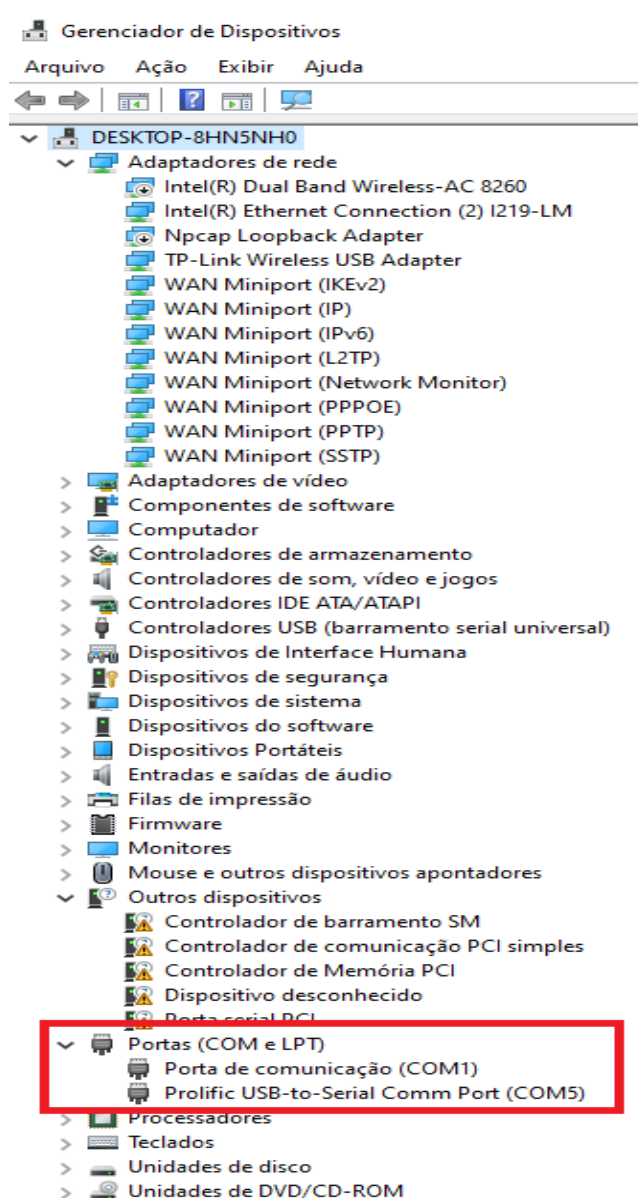 Gerenciador de Dispositivos
Arquivo Ação Exibir Ajuda
DESKTOP-8HN5NH0
Adaptadores de rede
Intel(R) Dual Band Wireless-AC 8260
Intel(R) Ethernet Connection (2) I219-LM
Npcap Loopback Adapter
TP-Link Wireless USB Adapter
WAN Miniport (IKEv2)
WAN Miniport (IP)
WAN Miniport (IPv6)
WAN Miniport (L2TP)
WAN Miniport (Network Monitor)
WAN Miniport (PPPOE)
WAN Miniport (PPTP)
WAN Miniport (SSTP)
Adaptadores de vídeo
Componentes de software
Computador
Controladores de armazenamento
Controladores de som, vídeo e jogos
Controladores IDE ATA/ATAPI
Controladores USB (barramento serial universal)
Dispositivos de Interface Humana
Dispositivos de segurança
Dispositivos de sistema
Dispositivos do software
Dispositivos Portáteis
Entradas e saídas de áudio
Filas de impressão
Firmware
Monitores
Mouse e outros dispositivos apontadores
Outros dispositivos
Controlador de barramento SM
Controlador de comunicação PCI simples
Controlador de Memória PCI
Dispositivo desconhecido
Porta serial PCI
Portas (COM e LPT)
Porta de comunicação (COM1)
Prolific USB-to-Serial Comm Port (COM5)
Processadores
Teclados
Unidades de disco
Unidades de DVD/CD-ROM